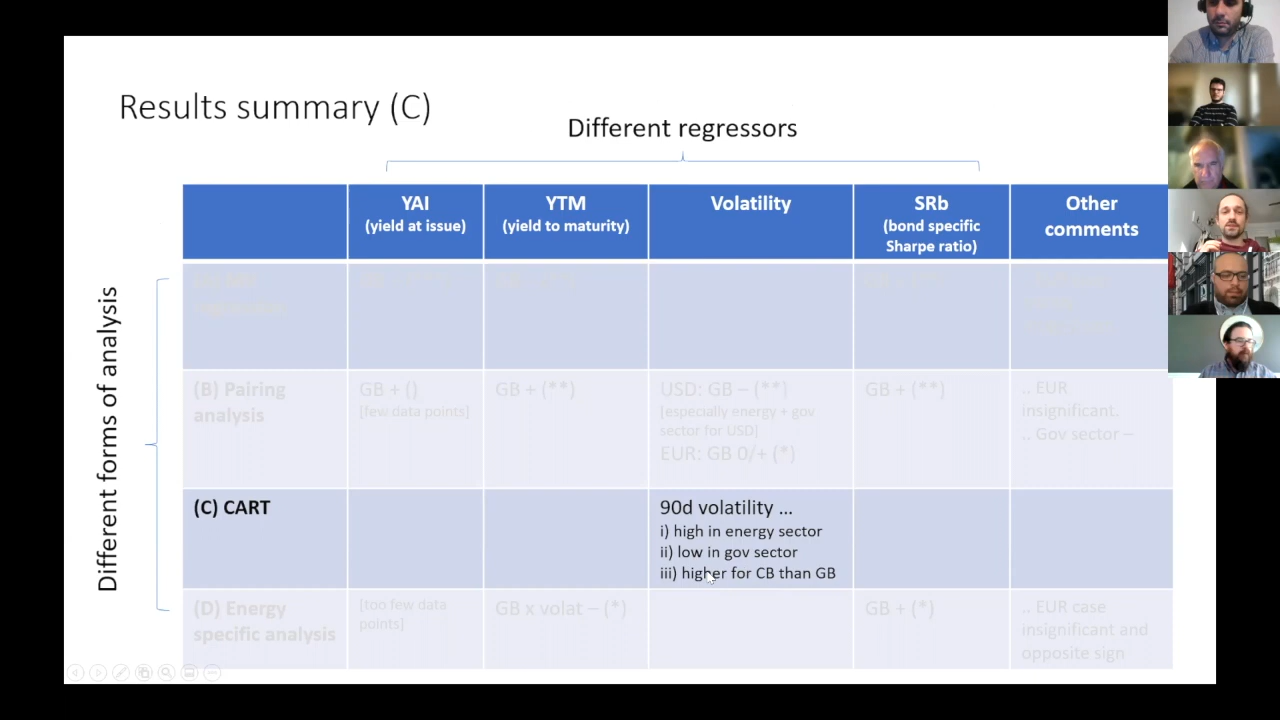 Results summary (C)
Different regressors
Different forms of analysis
YAI
(yield at issue)
YTM
(yield to maturity)
Volatility
SRb
(bond specific
Sharpe ratio)
Other
comments
(B) Pairing
analysis
GB + ()
[few data points]
GB + (**)
USD: GB – (**)
[especially energy + gov
sector for USD]
EUR: GB 0/+ (*)
GB + (**)
.. EUR
insignificant.
.. Gov sector –
(C) CART
90d volatility ...
i) high in energy sector
ii) low in gov sector
iii) higher for CB than GB
(D) Energy
specific analysis
[too few data
points]
GB x volat – (*)
GB + (*)
.. EUR case
insignificant and
opposite sign